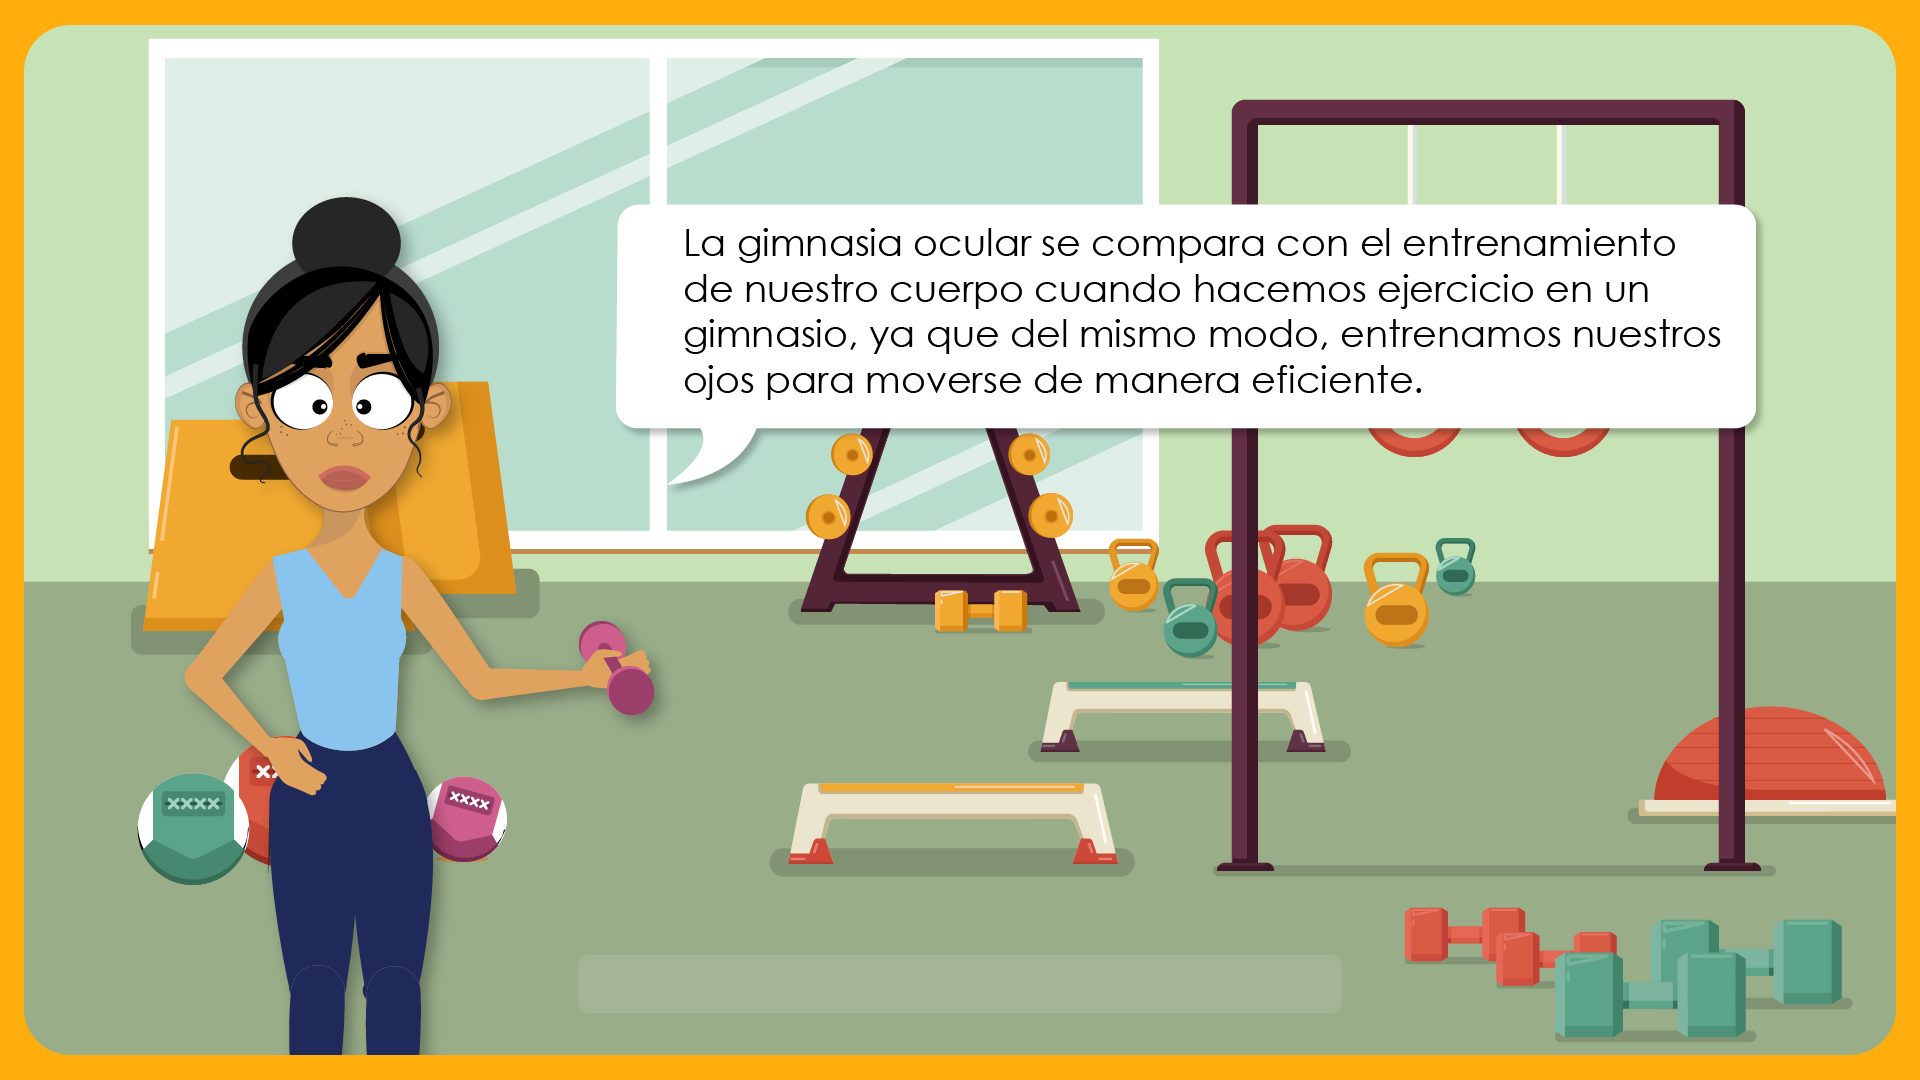 La gimnasia ocular se compara con el entrenamiento
de nuestro cuerpo cuando hacemos ejercicio en un
gimnasio, ya que del mismo modo, entrenamos nuestros
ojos para moverse de manera eficiente.
xxxx
xx
xxxx